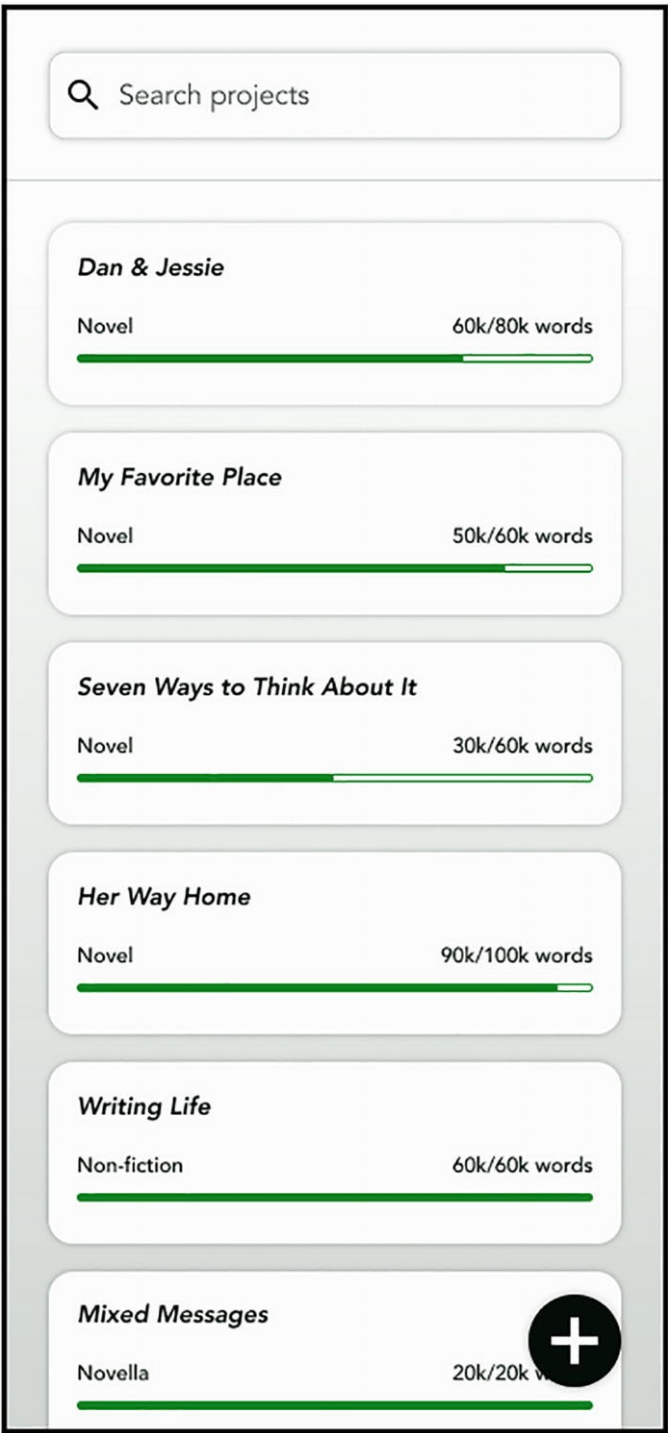 Search projects
Dan & Jessie
Novel 60k/80k words
My Favorite Place
Novel 50k/60k words
Seven Ways to Think About It
Novel 30k/60k words
Her Way Home
Novel 90k/100k words
Writing Life
Non-fiction 60k/60k words
Mixed Messages
Novella 20k/20k